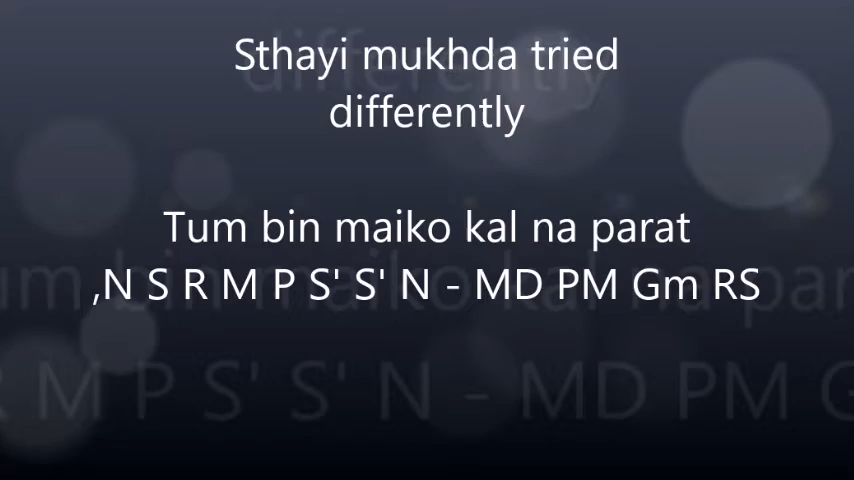 Sthayi mukhda tried
differently
Tum bin maiko kal na parat
,N S R M P S' S' N - MD PM Gm RS